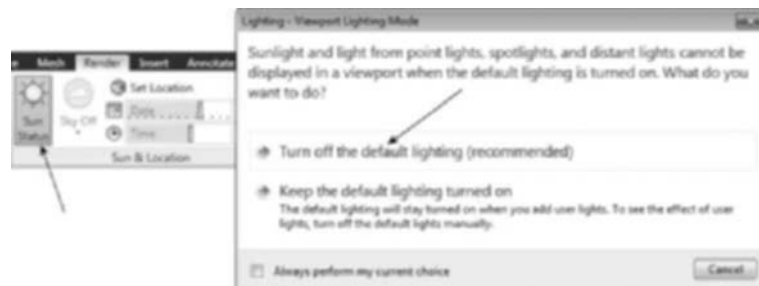 Mesh Render Insert Annotate
Sun Status
Sky Off
Set Location
Date
Time
Sun & Location
Lighting - Viewport Lighting Mode
Sunlight and light from point lights, spotlights, and distant lights cannot be
displayed in a viewport when the default lighting is turned on. What do you
want to do?
Turn off the default lighting (recommended)
Keep the default lighting turned on
The default lighting will stay turned on when you add user lights. To see the effect of user
lights, turn off the default lights manually.
Always perform my current choice
Cancel